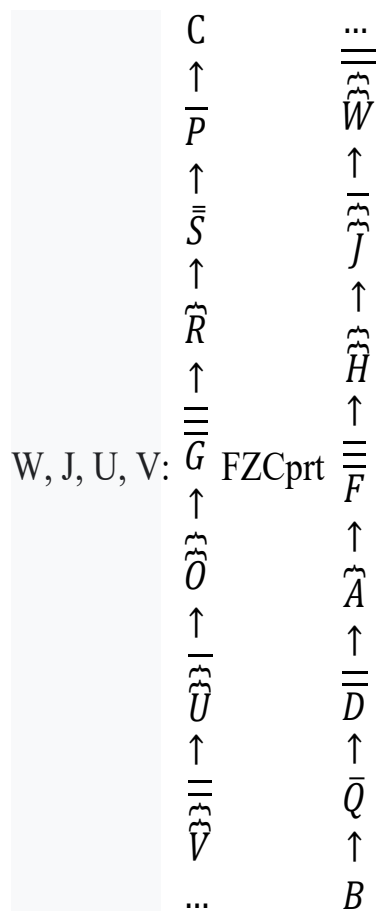 W, J, U, V:
C
↑
P̅
↑
S̿
↑
⏞R
↑
G̿̿
↑
⏞⏞O
↑
¯⏞⏞U
↑
=⏞⏞V
...
FZCprt
...
=⏞⏞W
↑
¯⏞⏞J
↑
⏞⏞H
↑
F̿̿
↑
⏞A
↑
D̿
↑
Q̅
↑
B